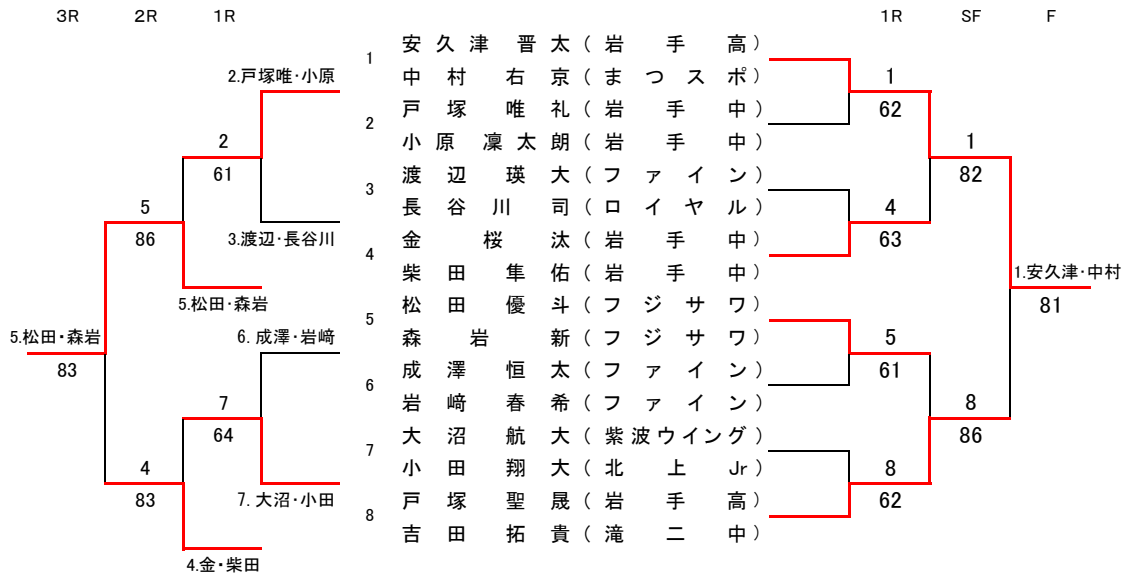 3R 2R 1R 1R SF F
1 安久津晋太(岩手高)
中村右京(まつスポ)
2 戸塚唯礼(岩手中)
小原凜太朗(岩手中)
3 渡辺瑛大(ファイン)
長谷川司(ロイヤル)
4 金桜汰(岩手中)
柴田隼佑(岩手中)
5 松田優斗(フジサワ)
森岩新(フジサワ)
6 成澤恒太(ファイン)
岩﨑春希(ファイン)
7 大沼航大(紫波ウイング)
小田翔大(北上Jr)
8 戸塚聖晟(岩手高)
吉田拓貴(滝二中)
2.戸塚唯・小原
2
61
3.渡辺・長谷川
5
86
5.松田・森岩
5.松田・森岩
83
6.成澤・岩﨑
7
64
4
83
7.大沼・小田
4.金・柴田
1
62
1
82
4
63
1.安久津・中村
81
5
61
8
86
8
62